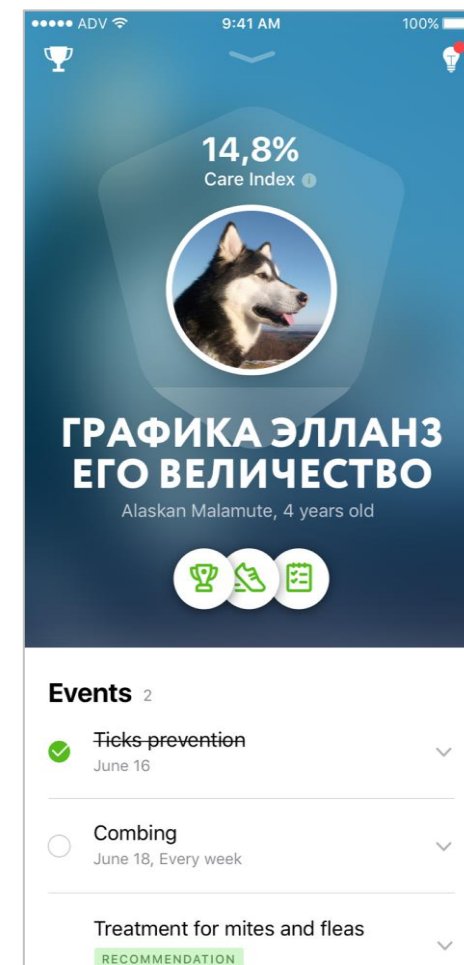 ADV 9:41 AM 100%
14,8%
Care Index
ГРАФИКА ЭЛЛАНЗ
ЕГО ВЕЛИЧЕСТВО
Alaskan Malamute, 4 years old
Events 2
Ticks prevention
June 16
Combing
June 18, Every week
Treatment for mites and fleas
RECOMMENDATION